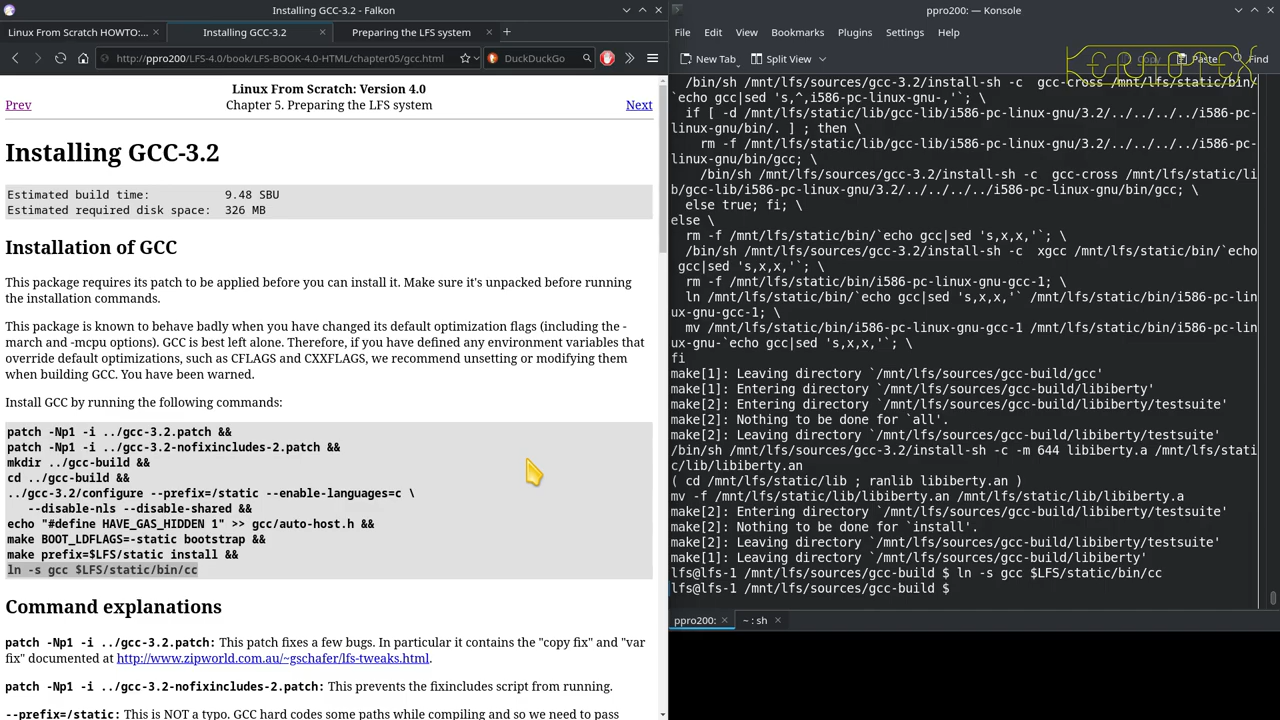 Installing GCC-3.2 - Falkon
Linux From Scratch HOWTO:...
Installing GCC-3.2
Preparing the LFS system
http://ppro200/LFS-4.0/book/LFS-BOOK-4.0-HTML/chapter05/gcc.html
DuckDuckGo
Linux From Scratch: Version 4.0
Prev
Chapter 5. Preparing the LFS system
Next
Installing GCC-3.2
Estimated build time: 9.48 SBU
Estimated required disk space: 326 MB
Installation of GCC
This package requires its patch to be applied before you can install it. Make sure it's unpacked before running
the installation commands.
This package is known to behave badly when you have changed its default optimization flags (including the -
march and -mcpu options). GCC is best left alone. Therefore, if you have defined any environment variables that
override default optimizations, such as CFLAGS and CXXFLAGS, we recommend unsetting or modifying them
when building GCC. You have been warned.
Install GCC by running the following commands:
patch -Np1 -i ../gcc-3.2.patch &&
patch -Np1 -i ../gcc-3.2-nofixincludes-2.patch &&
mkdir ../gcc-build &&
cd ../gcc-build &&
../gcc-3.2/configure --prefix=/static --enable-languages=c \
--disable-nls --disable-shared &&
echo "#define HAVE_GAS_HIDDEN 1" >> gcc/auto-host.h &&
make BOOT_LDFLAGS=-static bootstrap &&
make prefix=$LFS/static install &&
ln -s gcc $LFS/static/bin/cc
Command explanations
patch -Np1 -i ../gcc-3.2.patch: This patch fixes a few bugs. In particular it contains the "copy fix" and "var
fix" documented at http://www.zipworld.com.au/~gschafer/lfs-tweaks.html.
patch -Np1 -i ../gcc-3.2-nofixincludes-2.patch: This prevents the fixincludes script from running.
--prefix=/static: This is NOT a typo. GCC hard codes some paths while compiling and so we need to pass
ppro200: — Konsole
File Edit View Bookmarks Plugins Settings Help
New Tab Split View Copy Paste Find
/bin/sh /mnt/lfs/sources/gcc-3.2/install-sh -c gcc-cross /mnt/lfs/static/bin/
`echo gcc|sed 's,^,i586-pc-linux-gnu-,'`; \
if [ -d /mnt/lfs/static/lib/gcc-lib/i586-pc-linux-gnu/3.2/../../../../i586-pc-
linux-gnu/bin/. ] ; then \
rm -f /mnt/lfs/static/lib/gcc-lib/i586-pc-linux-gnu/3.2/../../../../i586-pc-
linux-gnu/bin/gcc; \
/bin/sh /mnt/lfs/sources/gcc-3.2/install-sh -c gcc-cross /mnt/lfs/static/li
b/gcc-lib/i586-pc-linux-gnu/3.2/../../../../i586-pc-linux-gnu/bin/gcc; \
else true; fi; \
else \
rm -f /mnt/lfs/static/bin/`echo gcc|sed 's,x,x,'`; \
/bin/sh /mnt/lfs/sources/gcc-3.2/install-sh -c xgcc /mnt/lfs/static/bin/`echo
gcc|sed 's,x,x,'`; \
rm -f /mnt/lfs/static/bin/i586-pc-linux-gnu-gcc-1; \
ln /mnt/lfs/static/bin/`echo gcc|sed 's,x,x,'` /mnt/lfs/static/bin/i586-pc-lin
ux-gnu-gcc-1; \
mv /mnt/lfs/static/bin/i586-pc-linux-gnu-gcc-1 /mnt/lfs/static/bin/i586-pc-lin
ux-gnu-`echo gcc|sed 's,x,x,'`; \
fi
make[1]: Leaving directory `/mnt/lfs/sources/gcc-build/gcc'
make[1]: Entering directory `/mnt/lfs/sources/gcc-build/libiberty'
make[2]: Entering directory `/mnt/lfs/sources/gcc-build/libiberty/testsuite'
make[2]: Nothing to be done for `all'.
make[2]: Leaving directory `/mnt/lfs/sources/gcc-build/libiberty/testsuite'
/bin/sh /mnt/lfs/sources/gcc-3.2/install-sh -c -m 644 libiberty.a /mnt/lfs/stati
c/lib/libiberty.an
( cd /mnt/lfs/static/lib ; ranlib libiberty.an )
mv -f /mnt/lfs/static/lib/libiberty.an /mnt/lfs/static/lib/libiberty.a
make[2]: Entering directory `/mnt/lfs/sources/gcc-build/libiberty/testsuite'
make[2]: Nothing to be done for `install'.
make[2]: Leaving directory `/mnt/lfs/sources/gcc-build/libiberty/testsuite'
make[1]: Leaving directory `/mnt/lfs/sources/gcc-build/libiberty'
lfs@lfs-1 /mnt/lfs/sources/gcc-build $ ln -s gcc $LFS/static/bin/cc
lfs@lfs-1 /mnt/lfs/sources/gcc-build $
ppro200:
~ : sh